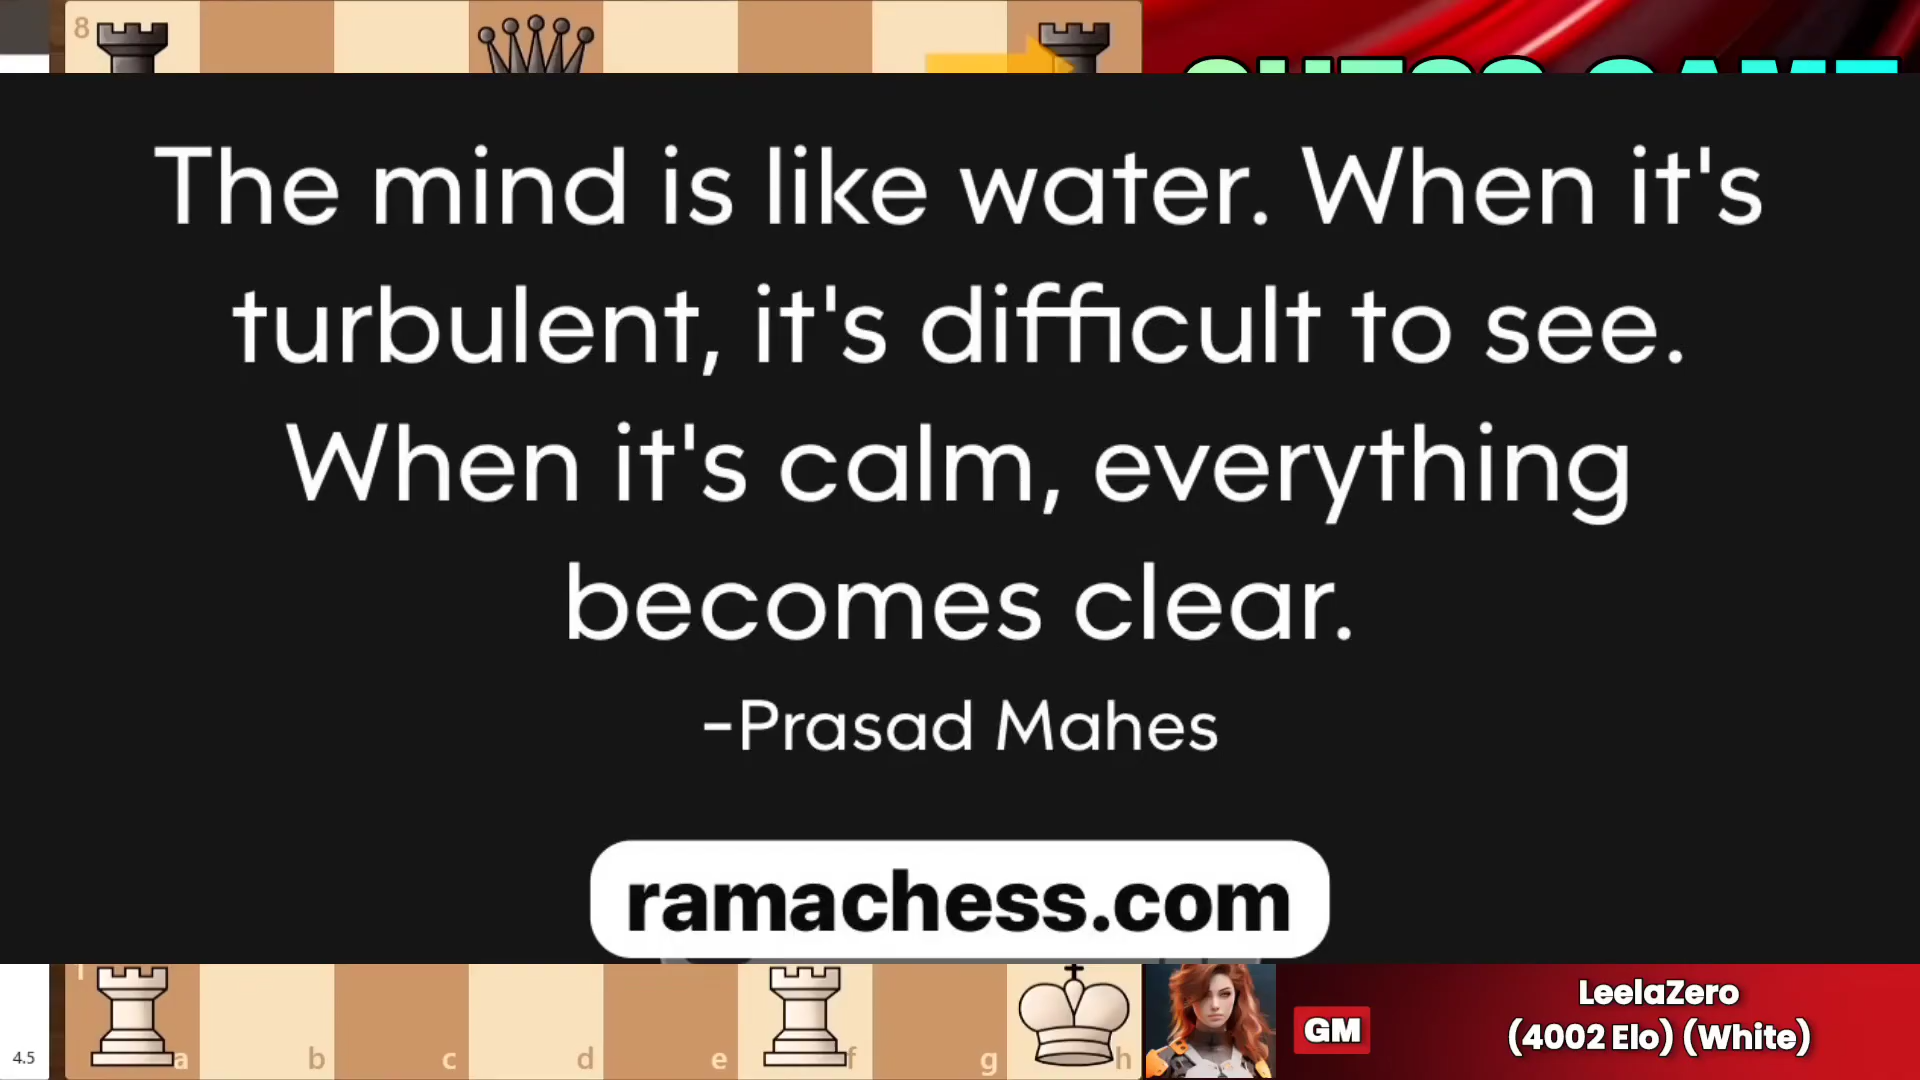 8
The mind is like water. When it's
turbulent, it's difficult to see.
When it's calm, everything
becomes clear.
-Prasad Mahes
ramachess.com
LeelaZero
GM
(4002 Elo) (White)
4.5
a b c d e f g h